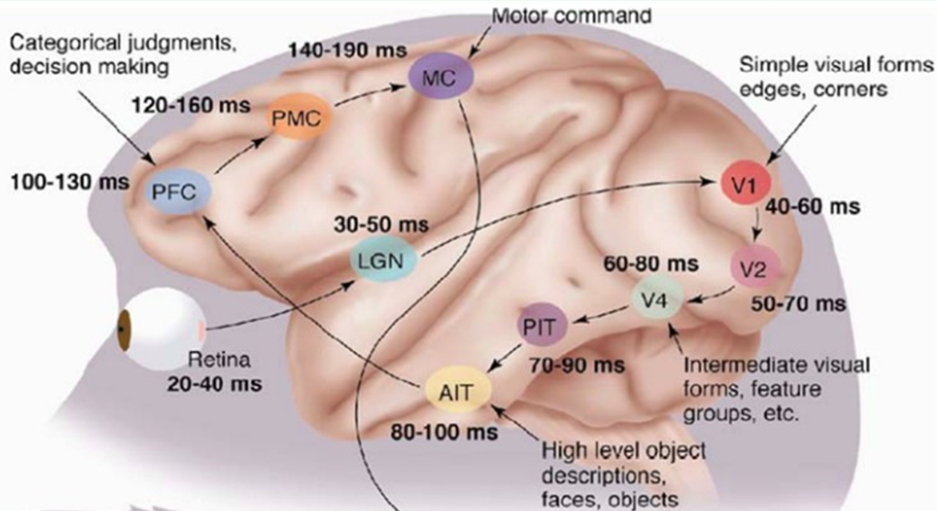 Motor command
Categorical judgments,
decision making
140-190 ms
MC
Simple visual forms
edges, corners
120-160 ms
PMC
100-130 ms
PFC
V1
40-60 ms
30-50 ms
LGN
60-80 ms
V2
V4
50-70 ms
PIT
Retina
20-40 ms
70-90 ms
Intermediate visual
forms, feature
groups, etc.
AIT
80-100 ms
High level object
descriptions,
faces, objects